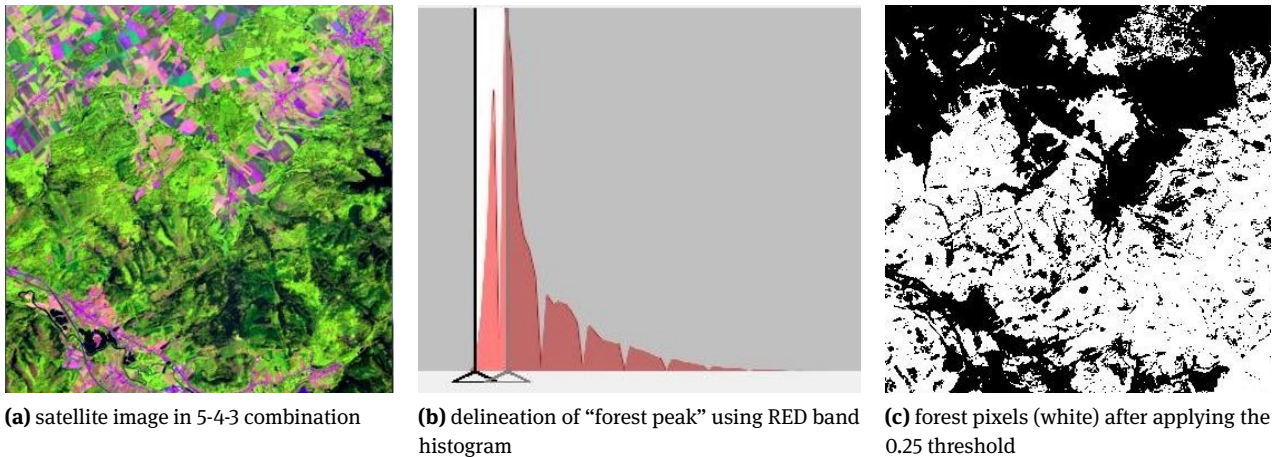 (a) satellite image in 5-4-3 combination
(b) delineation of “forest peak” using RED band
histogram
(c) forest pixels (white) after applying the
0.25 threshold